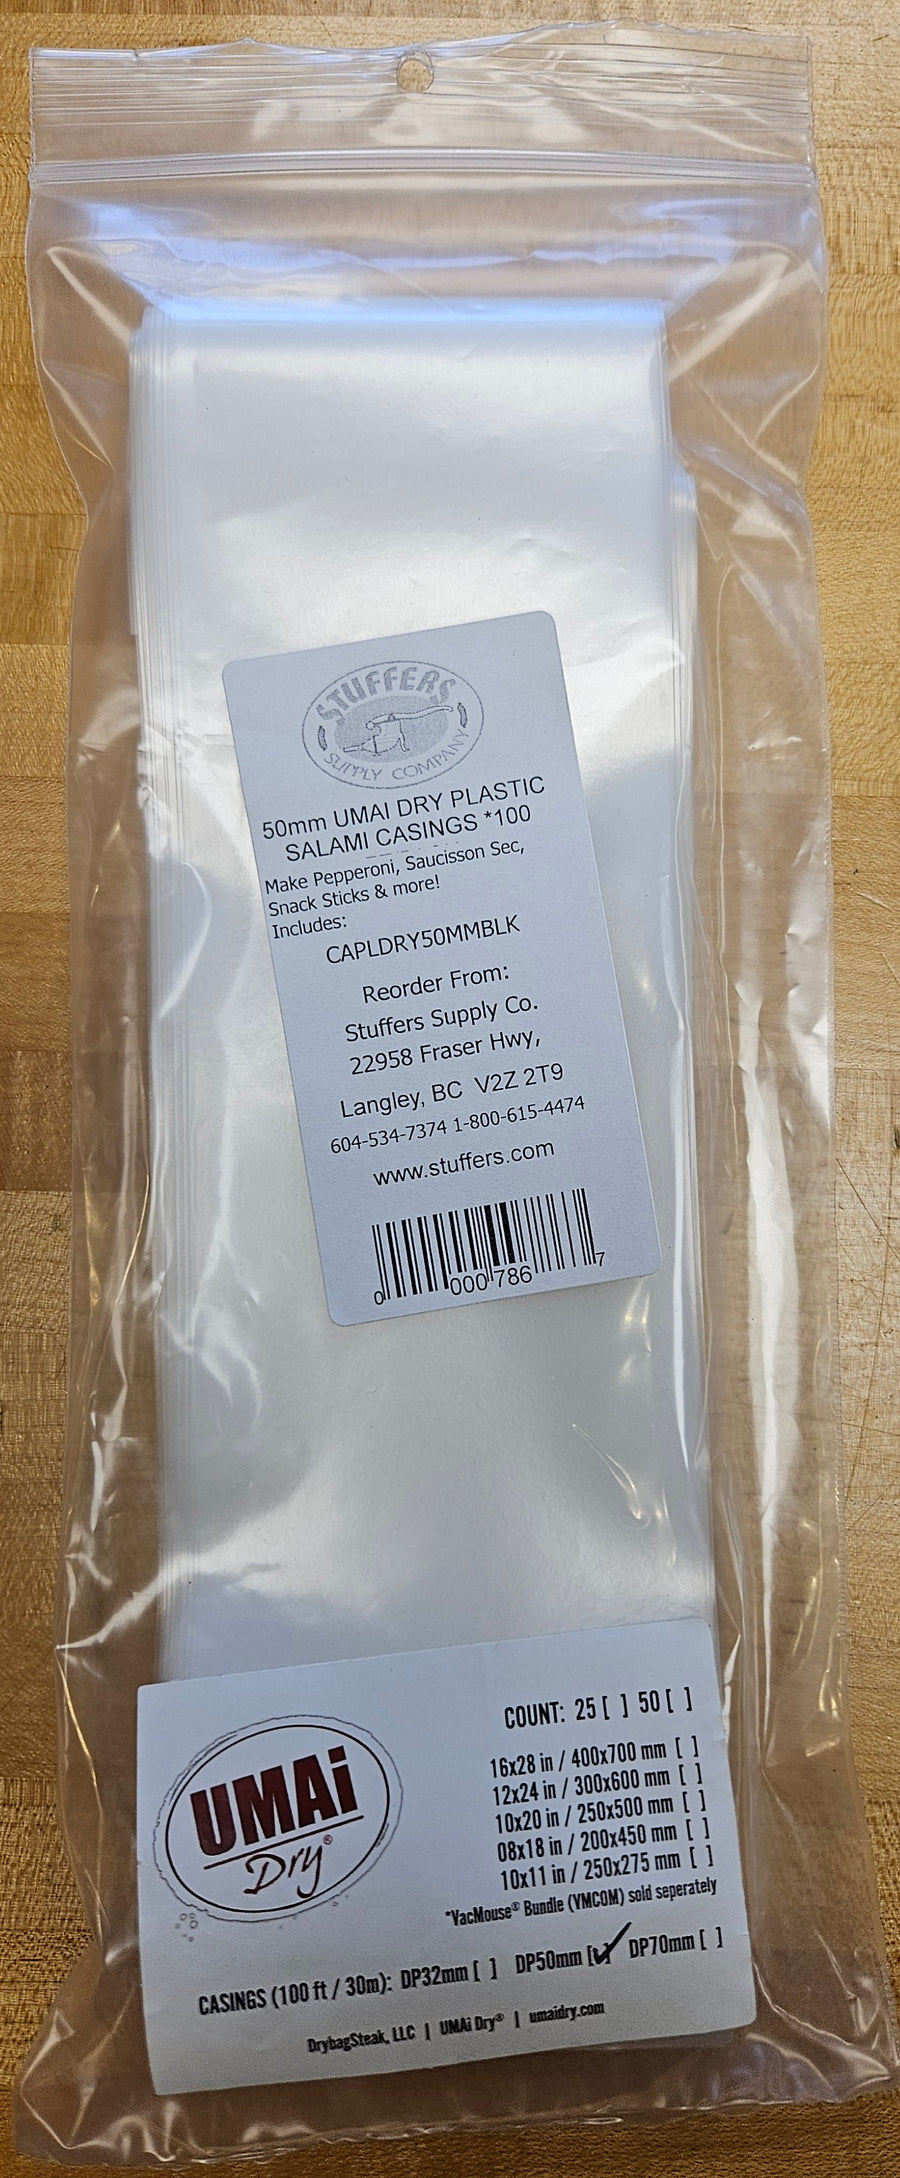 STUFFERS
SUPPLY COMPANY
50mm UMAI DRY PLASTIC
SALAMI CASINGS *100
Make Pepperoni, Saucisson Sec,
Snack Sticks & more!
Includes:
CAPLDRY50MMBLK
Reorder From:
Stuffers Supply Co.
22958 Fraser Hwy,
Langley, BC V2Z 2T9
604-534-7374 1-800-615-4474
www.stuffers.com
0 000 786 7
UMAi
Dry®
COUNT: 25 [ ] 50 [ ]
16x28 in / 400x700 mm [ ]
12x24 in / 300x600 mm [ ]
10x20 in / 250x500 mm [ ]
08x18 in / 200x450 mm [ ]
10x11 in / 250x275 mm [ ]
*VacMouse® Bundle (VMCOM) sold seperately
CASINGS (100 ft / 30m): DP32mm [ ] DP50mm [✓] DP70mm [ ]
DrybagSteak, LLC | UMAi Dry® | umaidry.com